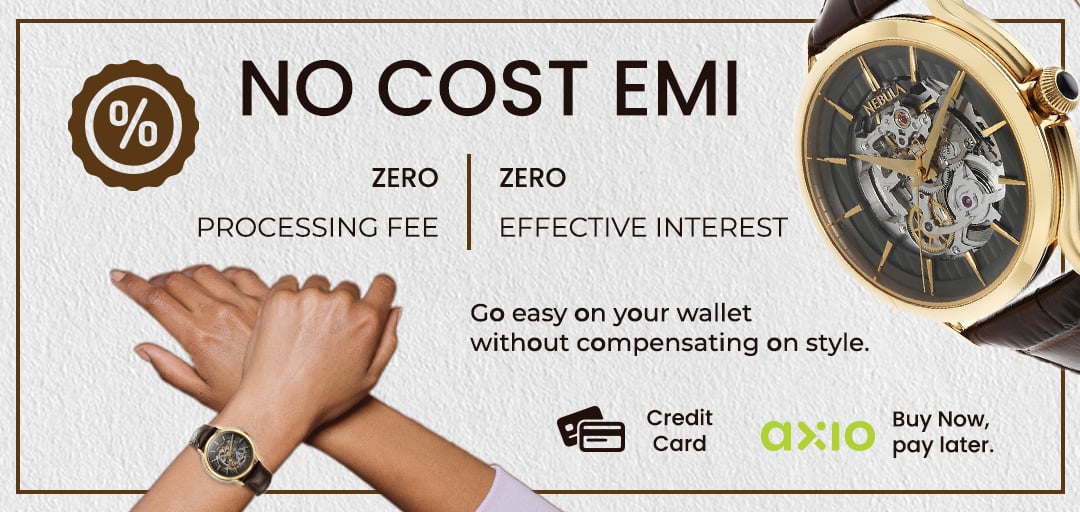 %
NO COST EMI
ZERO
PROCESSING FEE
ZERO
EFFECTIVE INTEREST
NEBULA
Go easy on your wallet
without compensating on style.
Credit
Card
axio
Buy Now,
pay later.